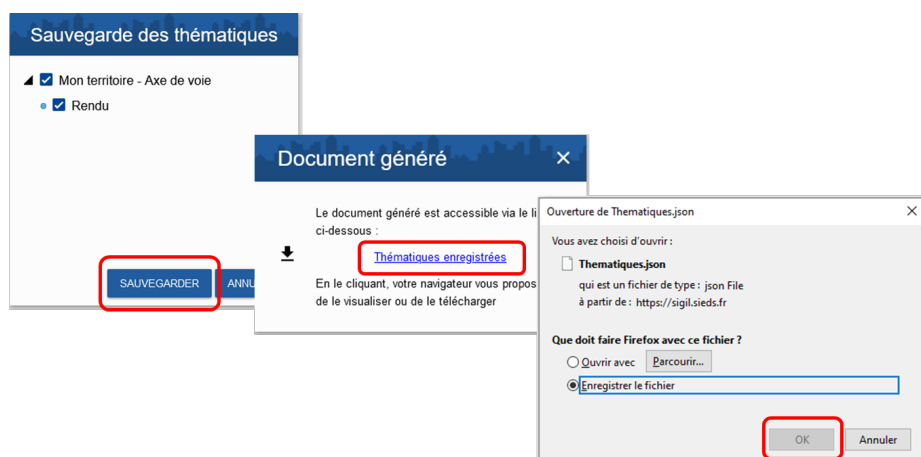 Sauvegarde des thématiques
Mon territoire - Axe de voie
Rendu
SAUVEGARDER
ANNU
Document généré
Le document généré est accessible via le li
ci-dessous :
Thématiques enregistrées
En le cliquant, votre navigateur vous propos
de le visualiser ou de le télécharger
Ouverture de Thematiques.json
Vous avez choisi d'ouvrir :
Thematiques.json
qui est un fichier de type : json File
à partir de : https://sigil.sieds.fr
Que doit faire Firefox avec ce fichier ?
Ouvrir avec Parcourir...
Enregistrer le fichier
OK Annuler